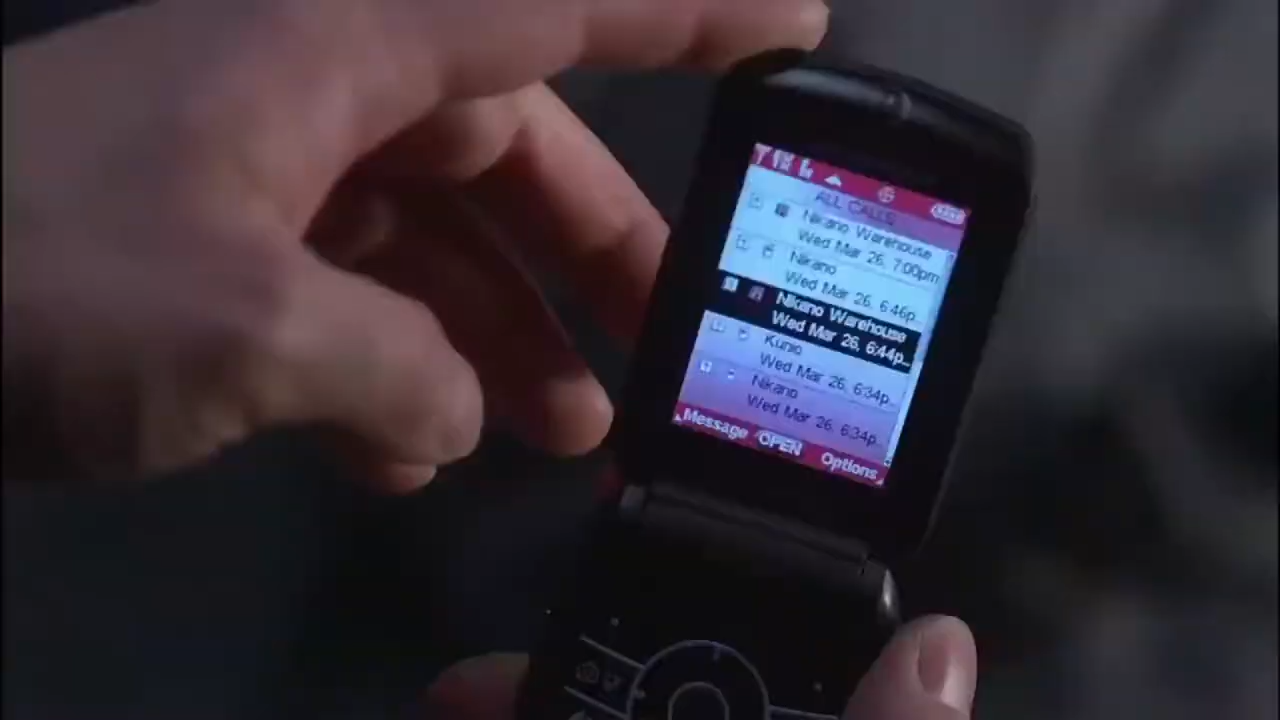 ALL CALLS
Nikano Warehouse
Wed Mar 26, 7:00pm
Nikano
Wed Mar 26, 6:46p...
Nikano Warehouse
Wed Mar 26, 6:44p...
Kunio
Wed Mar 26, 6:34p...
Nikano
Wed Mar 26, 6:34p...
Message OPEN Options